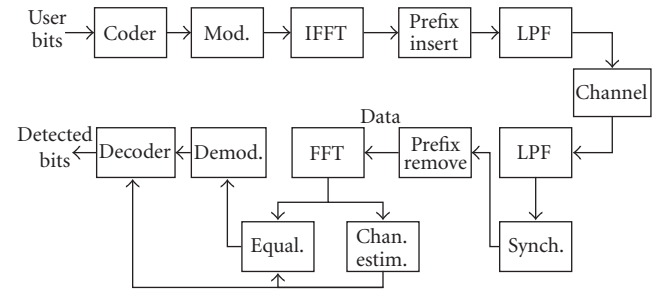 User
bits
Coder
Mod.
IFFT
Prefix
insert
LPF
Channel
Detected
bits
Decoder
Demod.
FFT
Data
Prefix
remove
LPF
Equal.
Chan.
estim.
Synch.